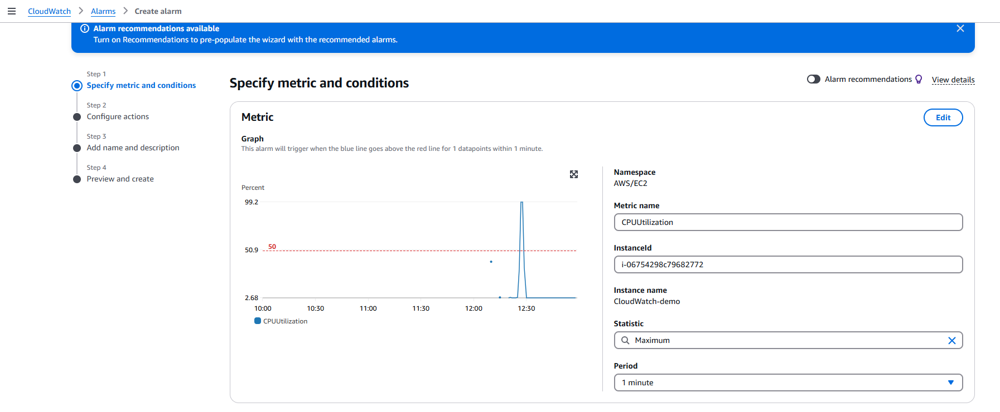 CloudWatch > Alarms > Create alarm
Alarm recommendations available
Turn on Recommendations to pre-populate the wizard with the recommended alarms.
Step 1
Specify metric and conditions
Step 2
Configure actions
Step 3
Add name and description
Step 4
Preview and create
Specify metric and conditions
Alarm recommendations
View details
Metric
Edit
Graph
This alarm will trigger when the blue line goes above the red line for 1 datapoints within 1 minute.
Percent
99.2
50.9
50
2.68
10:00
10:30
11:00
11:30
12:00
12:30
CPUUtilization
Namespace
AWS/EC2
Metric name
CPUUtilization
InstanceId
i-06754298c79682772
Instance name
CloudWatch-demo
Statistic
Maximum
Period
1 minute